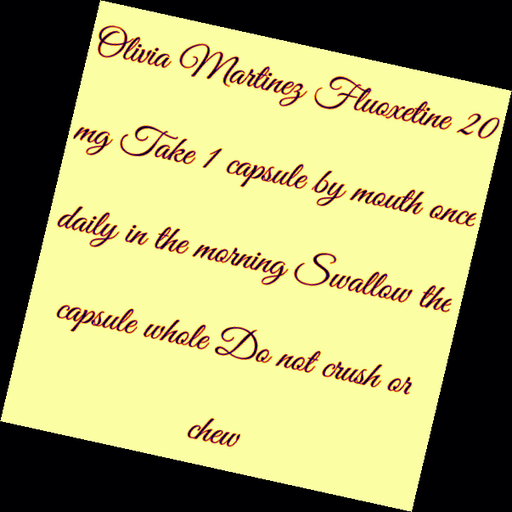 Olivia Martinez Fluoxetine 20
mg Take 1 capsule by mouth once
daily in the morning Swallow the
capsule whole Do not crush or
chew